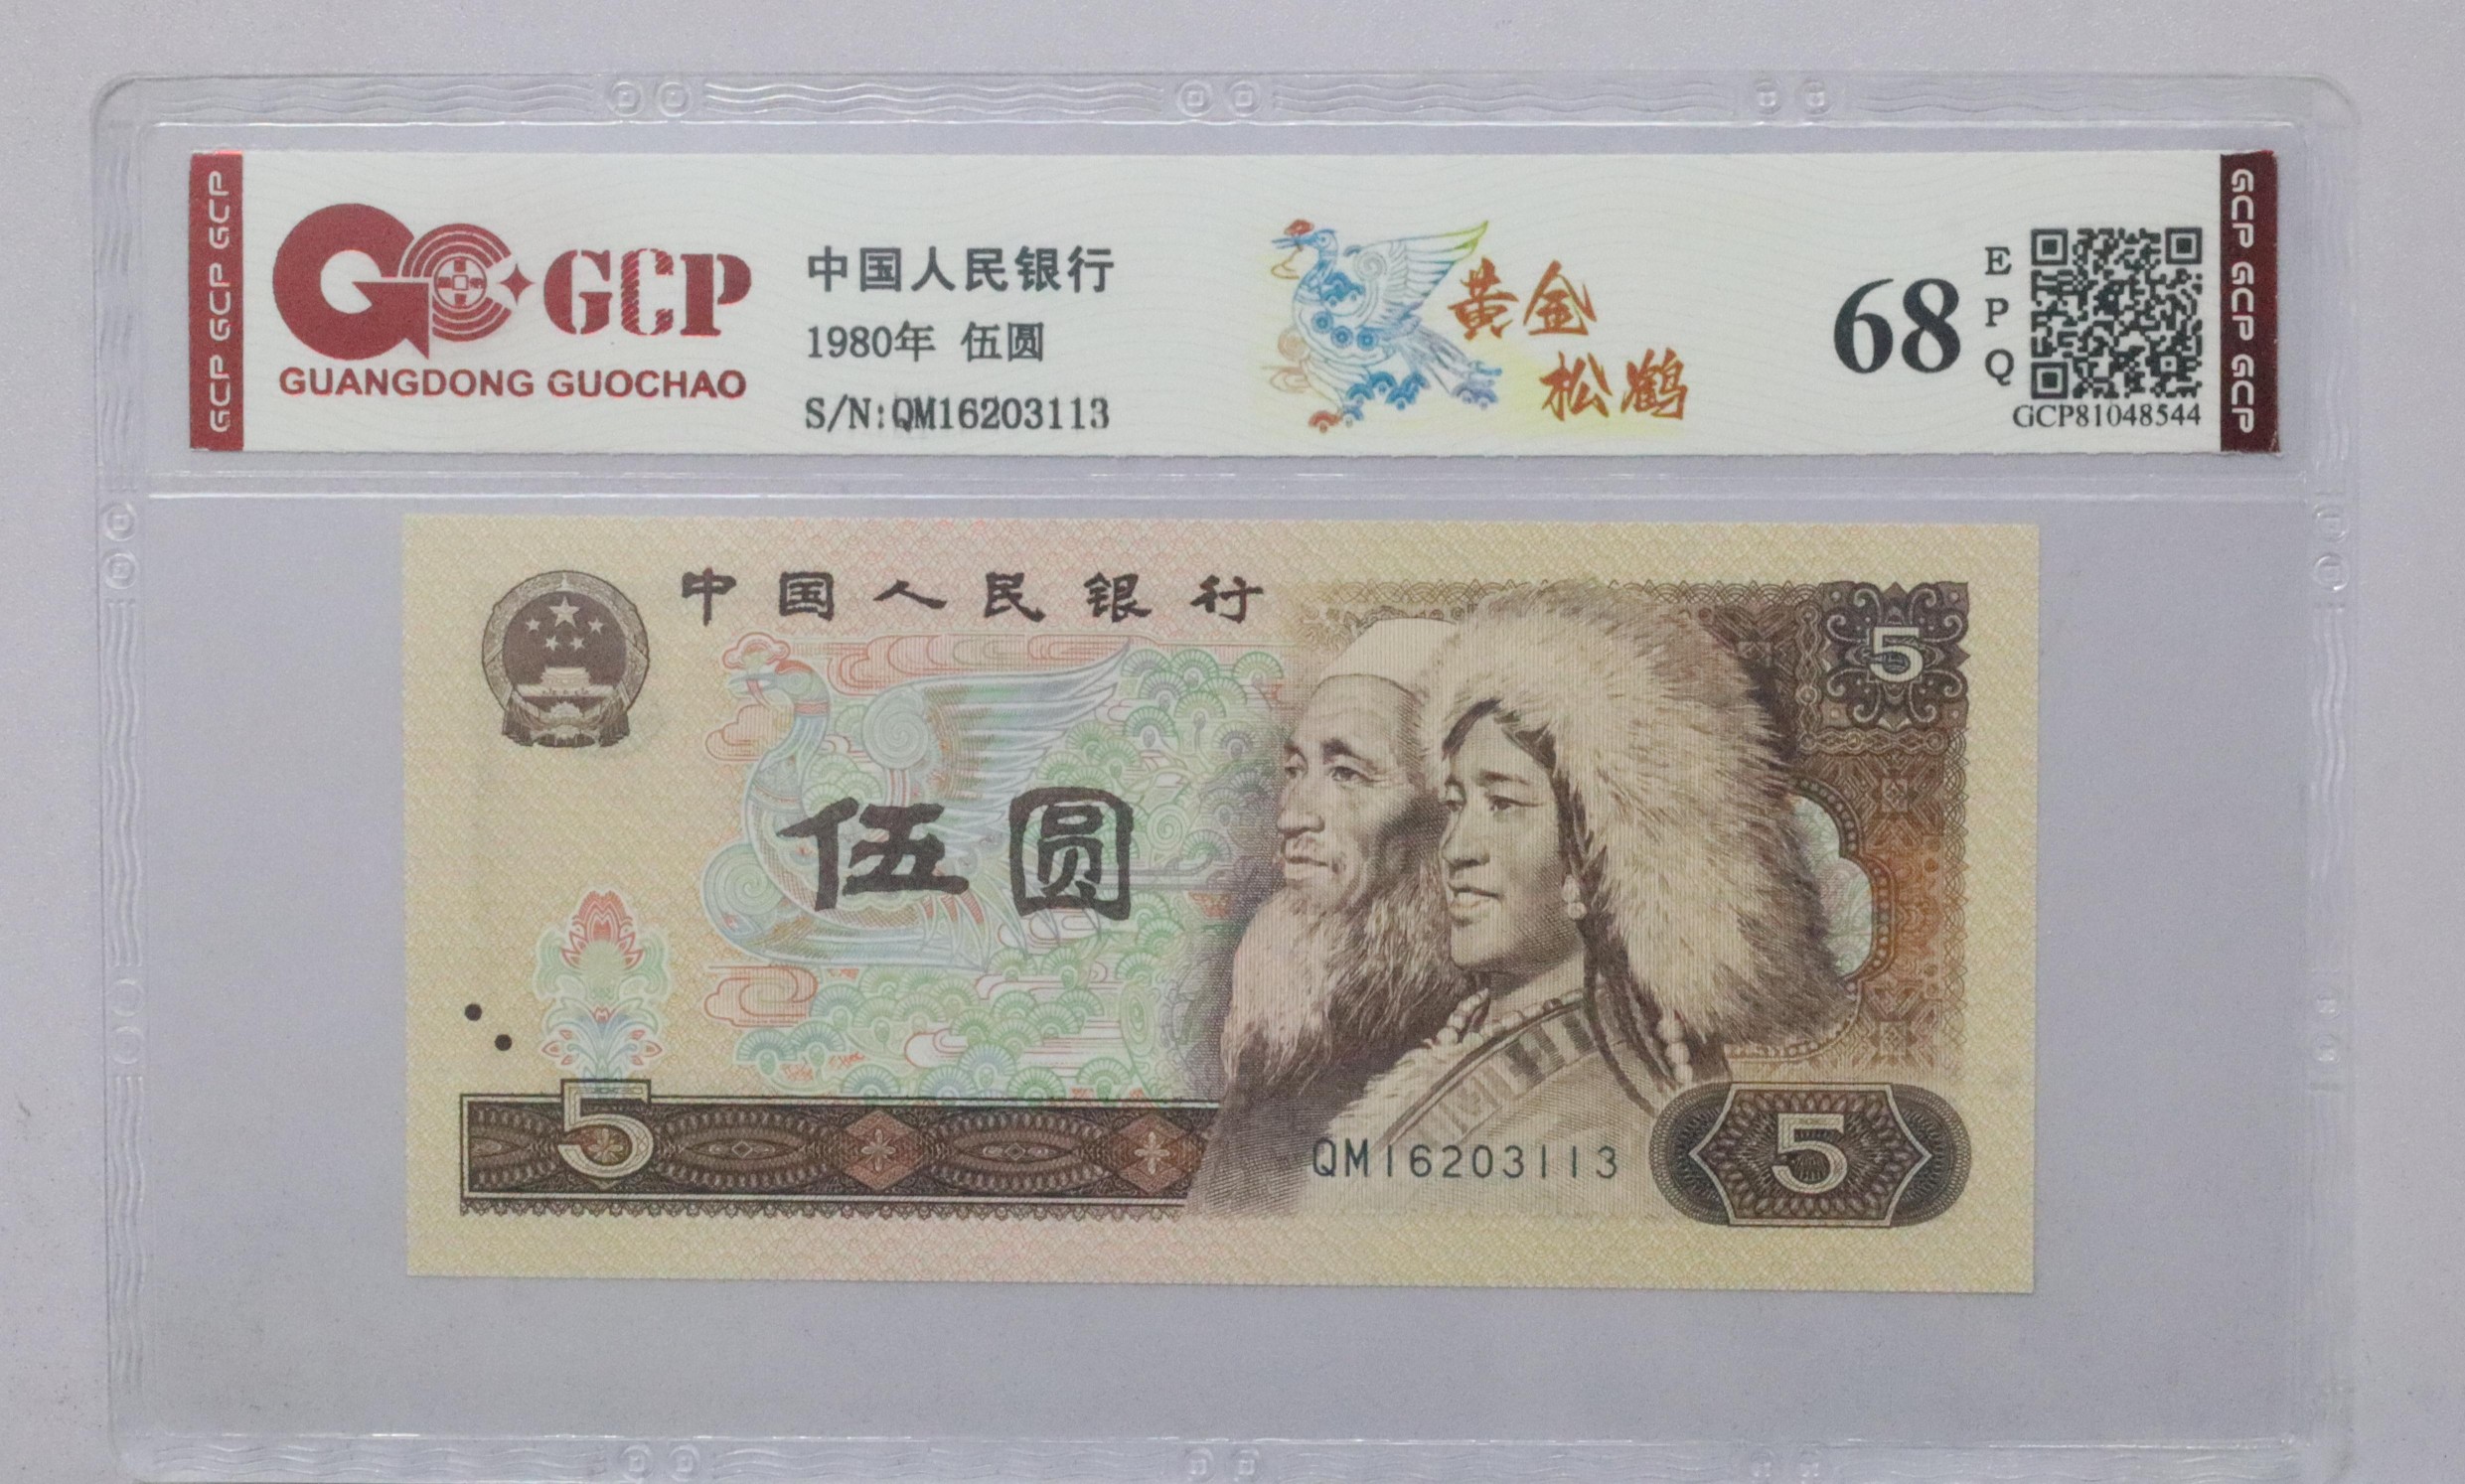 GCP GCP GCP
GCP
GUANGDONG GUOCHAO
中国人民银行
1980年 伍圆
S/N:QM16203113
黄金
松鹤
68
E
P
Q
GCP81048544
GCP GCP GCP
中国人民银行
5
伍圆
5
QM16203113
5